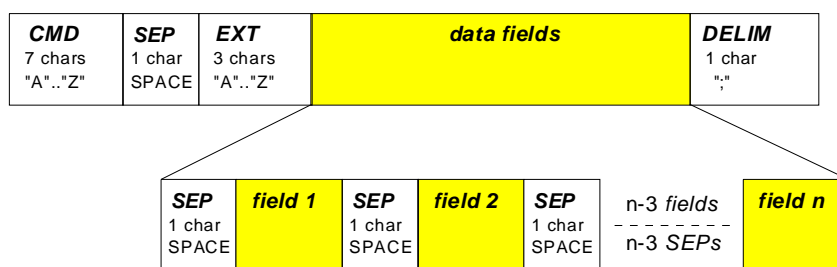 CMD SEP EXT data fields DELIM
7 chars 1 char 3 chars 1 char
"A".."Z" SPACE "A".."Z" ";"
SEP field 1 SEP field 2 SEP n-3 fields field n
1 char 1 char 1 char
SPACE SPACE SPACE n-3 SEPs